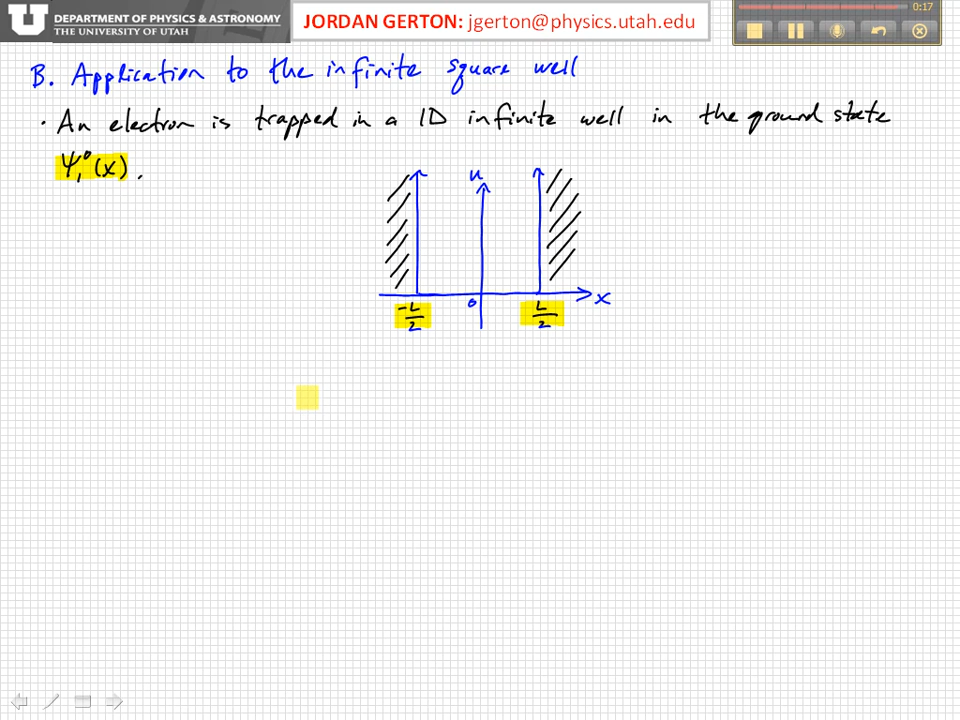 U DEPARTMENT OF PHYSICS & ASTRONOMY
THE UNIVERSITY OF UTAH
JORDAN GERTON: jgerton@physics.utah.edu
0:17
B. Application to the infinite square well
· An electron is trapped in a 1D infinite well in the ground state
ψ₁⁰(x).
u
0
x
-L/2
L/2